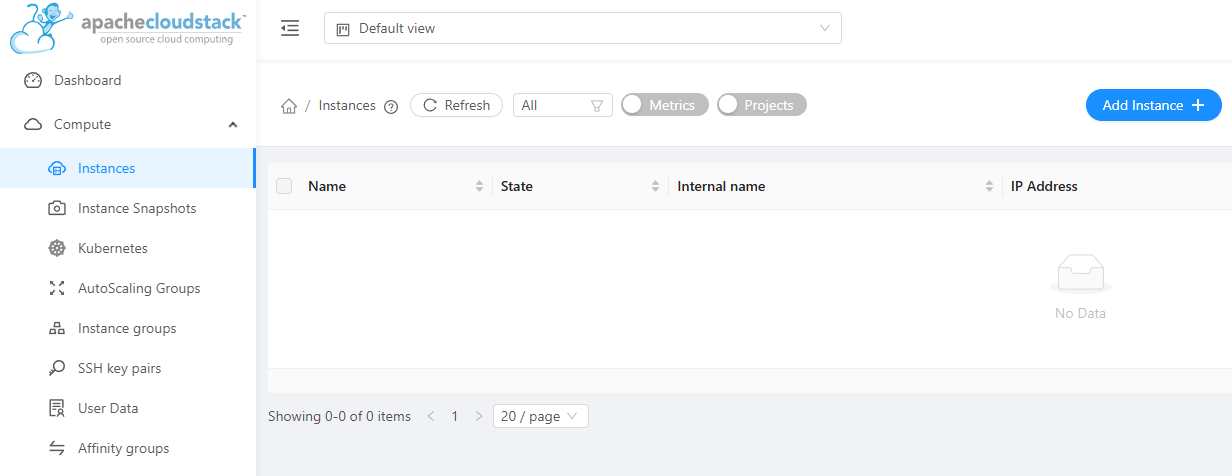 apachecloudstack™
open source cloud computing
Default view
Dashboard
Compute
Instances
Instance Snapshots
Kubernetes
AutoScaling Groups
Instance groups
SSH key pairs
User Data
Affinity groups
/ Instances
Refresh
All
Metrics
Projects
Add Instance +
Name
State
Internal name
IP Address
No Data
Showing 0-0 of 0 items < 1 > 20 / page